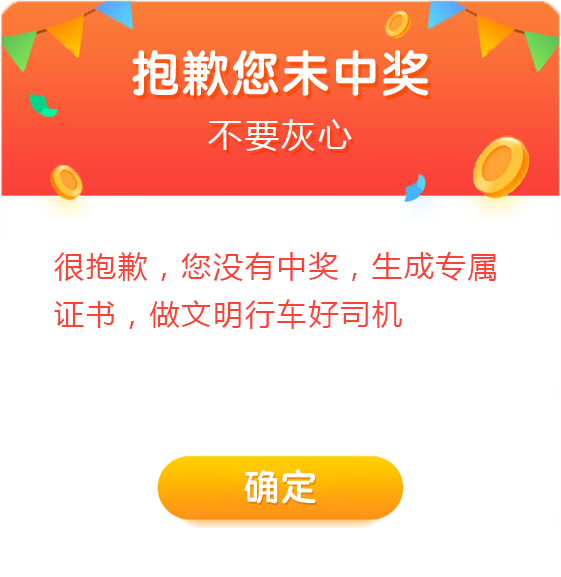 抱歉您未中奖
不要灰心
很抱歉，您没有中奖，生成专属
证书，做文明行车好司机
确定